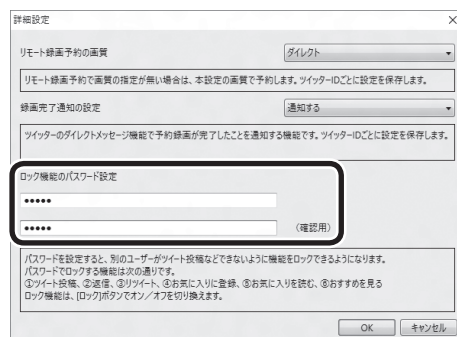 詳細設定
リモート録画予約の画質
ダイレクト
リモート録画予約で画質の指定が無い場合は、本設定の画質で予約します。ツイッターIDごとに設定を保存します。
録画完了通知の設定
通知する
ツイッターのダイレクトメッセージ機能で予約録画が完了したことを通知する機能です。ツイッターIDごとに設定を保存します。
ロック機能のパスワード設定
●●●●●
●●●●● (確認用)
パスワードを設定すると、別のユーザーがツイート投稿などできないように機能をロックできるようになります。
パスワードでロックする機能は次の通りです。
①ツイート投稿、②返信、③リツイート、④お気に入りに登録、⑤お気に入りを読む、⑥おすすめを見る
ロック機能は、[ロック]ボタンでオン／オフを切り換えます。
OK キャンセル